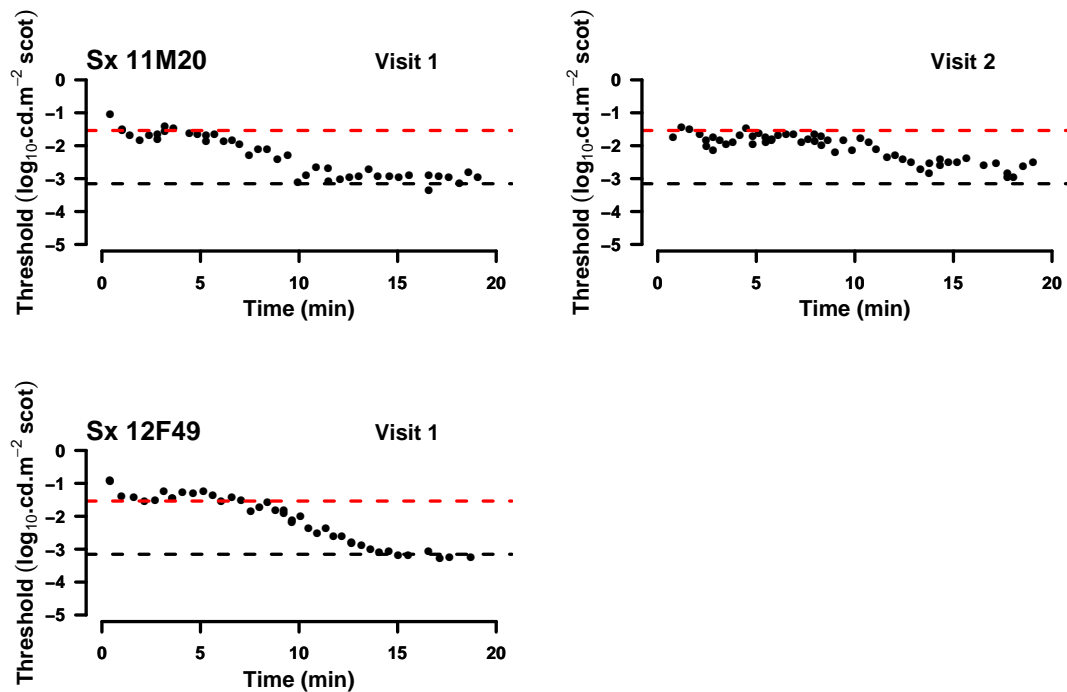 Sx 11M20
Visit 1
Threshold (log₁₀.cd.m⁻² scot)
0
−1
−2
−3
−4
−5
0 5 10 15 20
Time (min)
Visit 2
Threshold (log₁₀.cd.m⁻² scot)
0
−1
−2
−3
−4
−5
0 5 10 15 20
Time (min)
Sx 12F49
Visit 1
Threshold (log₁₀.cd.m⁻² scot)
0
−1
−2
−3
−4
−5
0 5 10 15 20
Time (min)